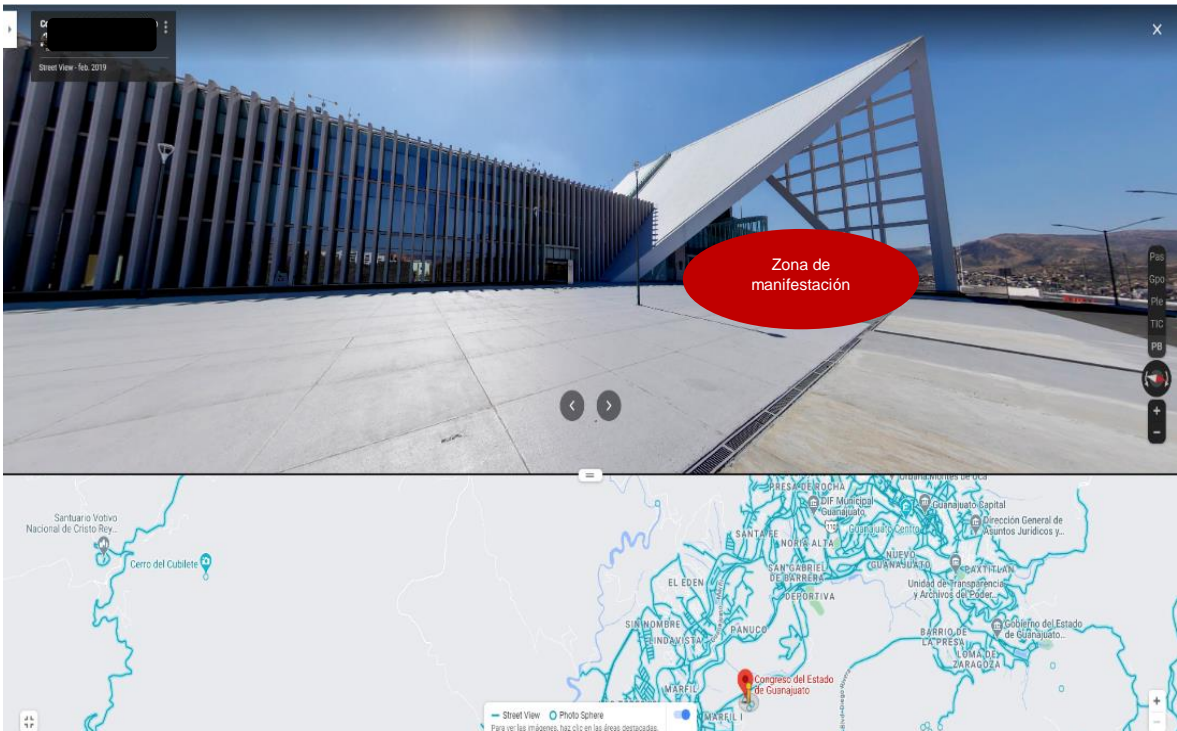 Street View - feb. 2019
Zona de
manifestación
Pas
Gpo
Ple
TIC
PB
+
−
Santuario Votivo
Nacional de Cristo Rey...
Cerro del Cubilete
PRESA DE ROCHA
DIF Municipal
Guanajuato
110
Guanajuato Capital
Guanajuato Centro
Dirección General de
Asuntos Jurídicos y...
SANTA FE
NORIA ALTA
NUEVO
GUANAJUATO
PAXTITLAN
SAN GABRIEL
DE BARRERA
Unidad de Transparencia
y Archivos del Poder...
EL EDEN
DEPORTIVA
SIN NOMBRE
LINDAVISTA
PANUCO
BARRIO DE
LA PRESA
Gobierno del Estado
de Guanajuato...
LOMA DE
ZARAGOZA
Congreso del Estado
de Guanajuato
MARFIL
MARFIL I
Street View
Photo Sphere
Para ver las imágenes, haz clic en las áreas destacadas.
+
−